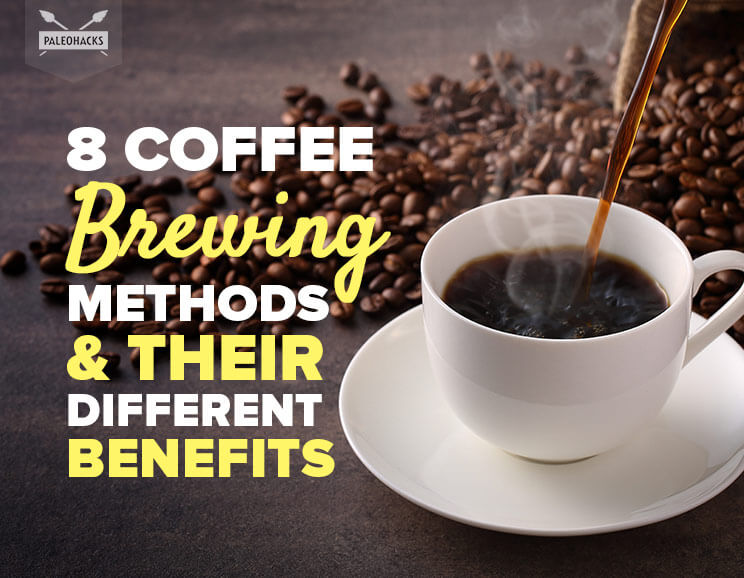 PALEOHACKS
8 COFFEE
Brewing
METHODS
& THEIR
DIFFERENT
BENEFITS